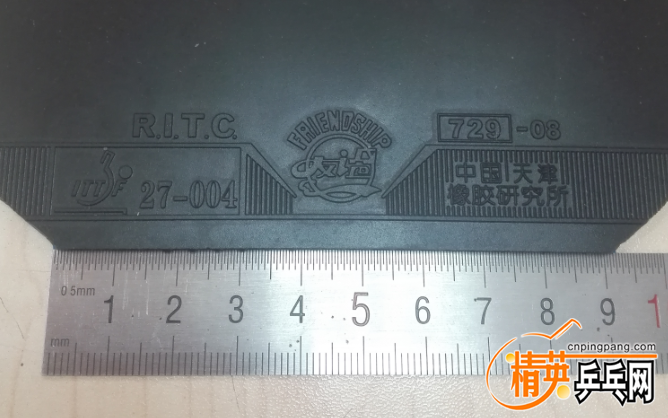 R.I.T.C.
FRIENDSHIP
729-08
友谊
ITTF
27-004
中国天津
橡胶研究所
0.5mm
1 2 3 4 5 6 7 8 9 1
mm
cnpingpang.com
精英乒乓网